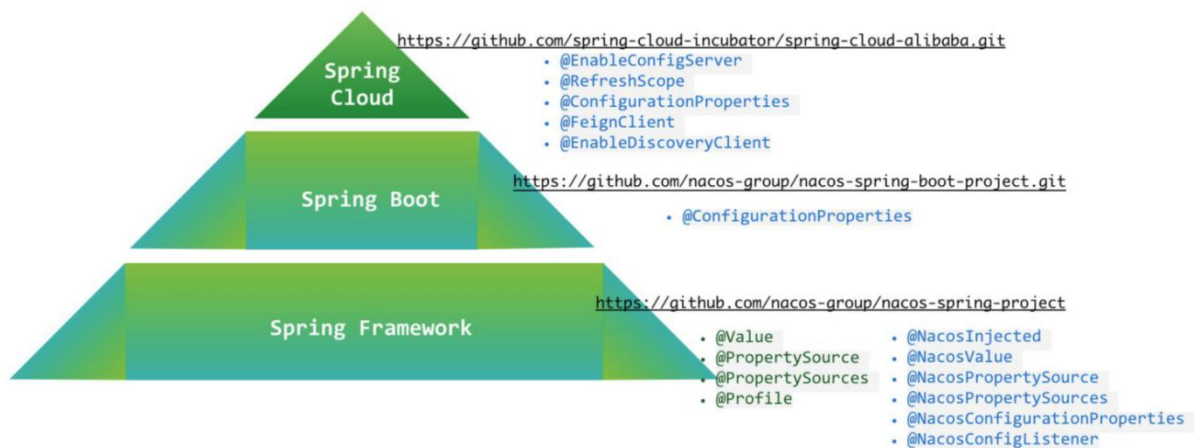 https://github.com/spring-cloud-incubator/spring-cloud-alibaba.git
Spring
Cloud
• @EnableConfigServer
• @RefreshScope
• @ConfigurationProperties
• @FeignClient
• @EnableDiscoveryClient
https://github.com/nacos-group/nacos-spring-boot-project.git
Spring Boot
• @ConfigurationProperties
https://github.com/nacos-group/nacos-spring-project
Spring Framework
• @Value
• @PropertySource
• @PropertySources
• @Profile
• @NacosInjected
• @NacosValue
• @NacosPropertySource
• @NacosPropertySources
• @NacosConfigurationProperties
• @NacosConfigListener